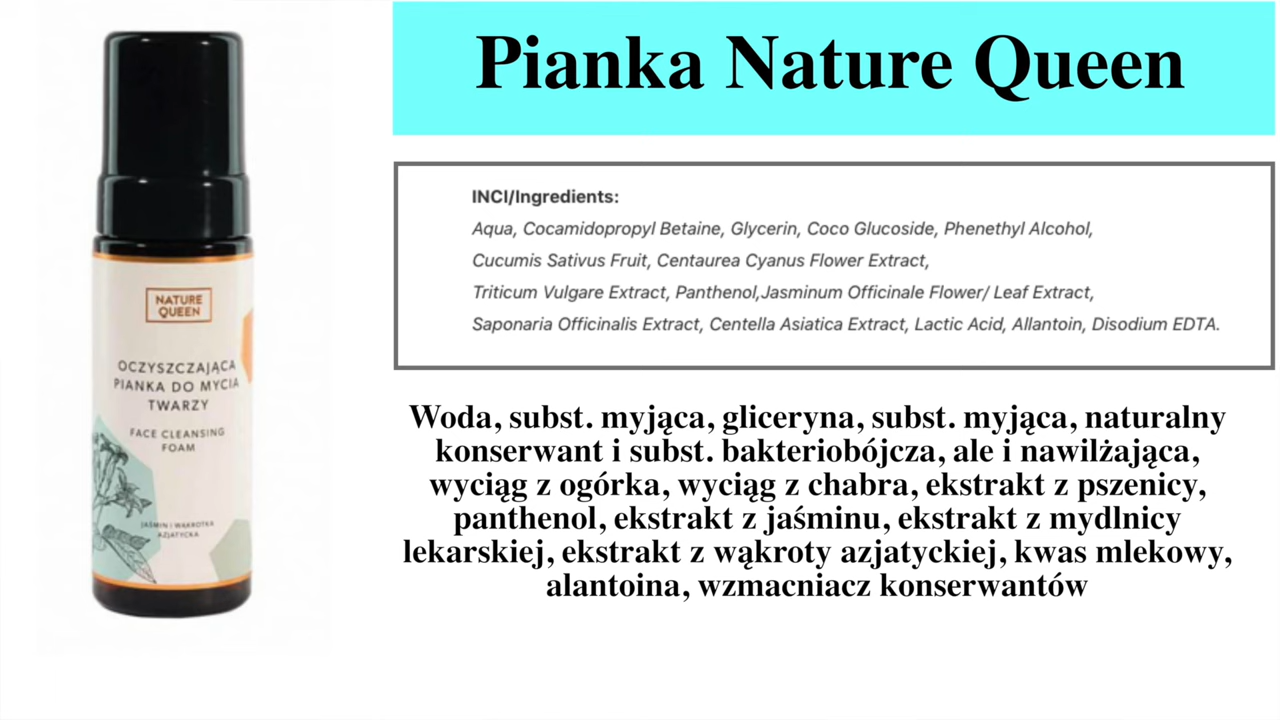 Pianka Nature Queen
NATURE
QUEEN
OCZYSZCZAJĄCA
PIANKA DO MYCIA
TWARZY
FACE CLEANSING
FOAM
JAŚMIN I WĄKROTKA
AZJATYCKA
INCI/Ingredients:
Aqua, Cocamidopropyl Betaine, Glycerin, Coco Glucoside, Phenethyl Alcohol,
Cucumis Sativus Fruit, Centaurea Cyanus Flower Extract,
Triticum Vulgare Extract, Panthenol,Jasminum Officinale Flower/ Leaf Extract,
Saponaria Officinalis Extract, Centella Asiatica Extract, Lactic Acid, Allantoin, Disodium EDTA.
Woda, subst. myjąca, gliceryna, subst. myjąca, naturalny
konserwant i subst. bakteriobójcza, ale i nawilżająca,
wyciąg z ogórka, wyciąg z chabra, ekstrakt z pszenicy,
panthenol, ekstrakt z jaśminu, ekstrakt z mydlnicy
lekarskiej, ekstrakt z wąkroty azjatyckiej, kwas mlekowy,
alantoina, wzmacniacz konserwantów